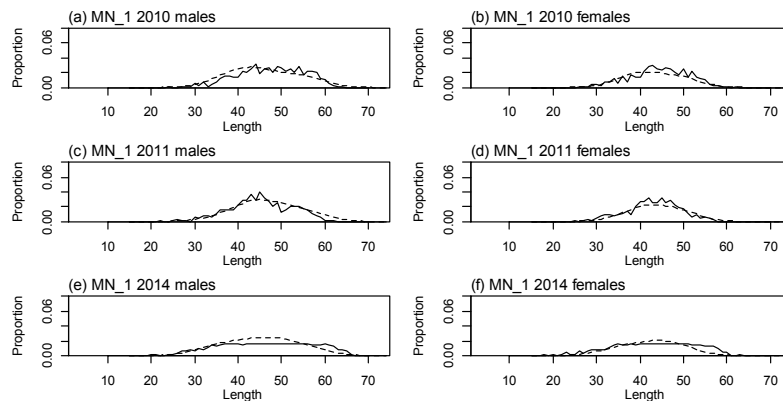 (a) MN_1 2010 males
Proportion
0.06
0.00
10 20 30 40 50 60 70
Length
(b) MN_1 2010 females
Proportion
0.06
0.00
10 20 30 40 50 60 70
Length
(c) MN_1 2011 males
Proportion
0.06
0.00
10 20 30 40 50 60 70
Length
(d) MN_1 2011 females
Proportion
0.06
0.00
10 20 30 40 50 60 70
Length
(e) MN_1 2014 males
Proportion
0.06
0.00
10 20 30 40 50 60 70
Length
(f) MN_1 2014 females
Proportion
0.06
0.00
10 20 30 40 50 60 70
Length